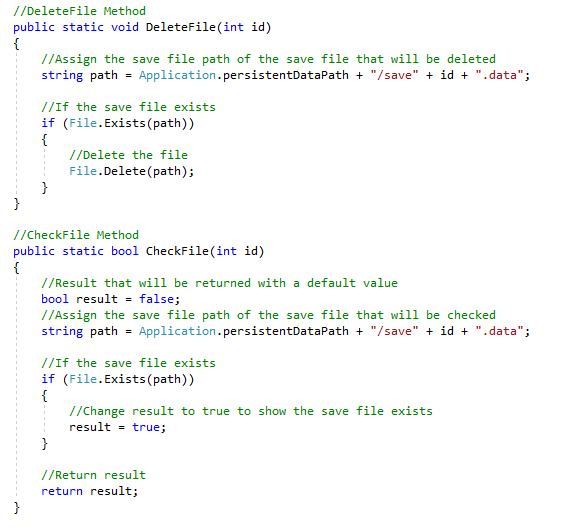 //DeleteFile Method
public static void DeleteFile(int id)
{
    //Assign the save file path of the save file that will be deleted
    string path = Application.persistentDataPath + "/save" + id + ".data";

    //If the save file exists
    if (File.Exists(path))
    {
        //Delete the file
        File.Delete(path);
    }
}

//CheckFile Method
public static bool CheckFile(int id)
{
    //Result that will be returned with a default value
    bool result = false;
    //Assign the save file path of the save file that will be checked
    string path = Application.persistentDataPath + "/save" + id + ".data";

    //If the save file exists
    if (File.Exists(path))
    {
        //Change result to true to show the save file exists
        result = true;
    }

    //Return result
    return result;
}